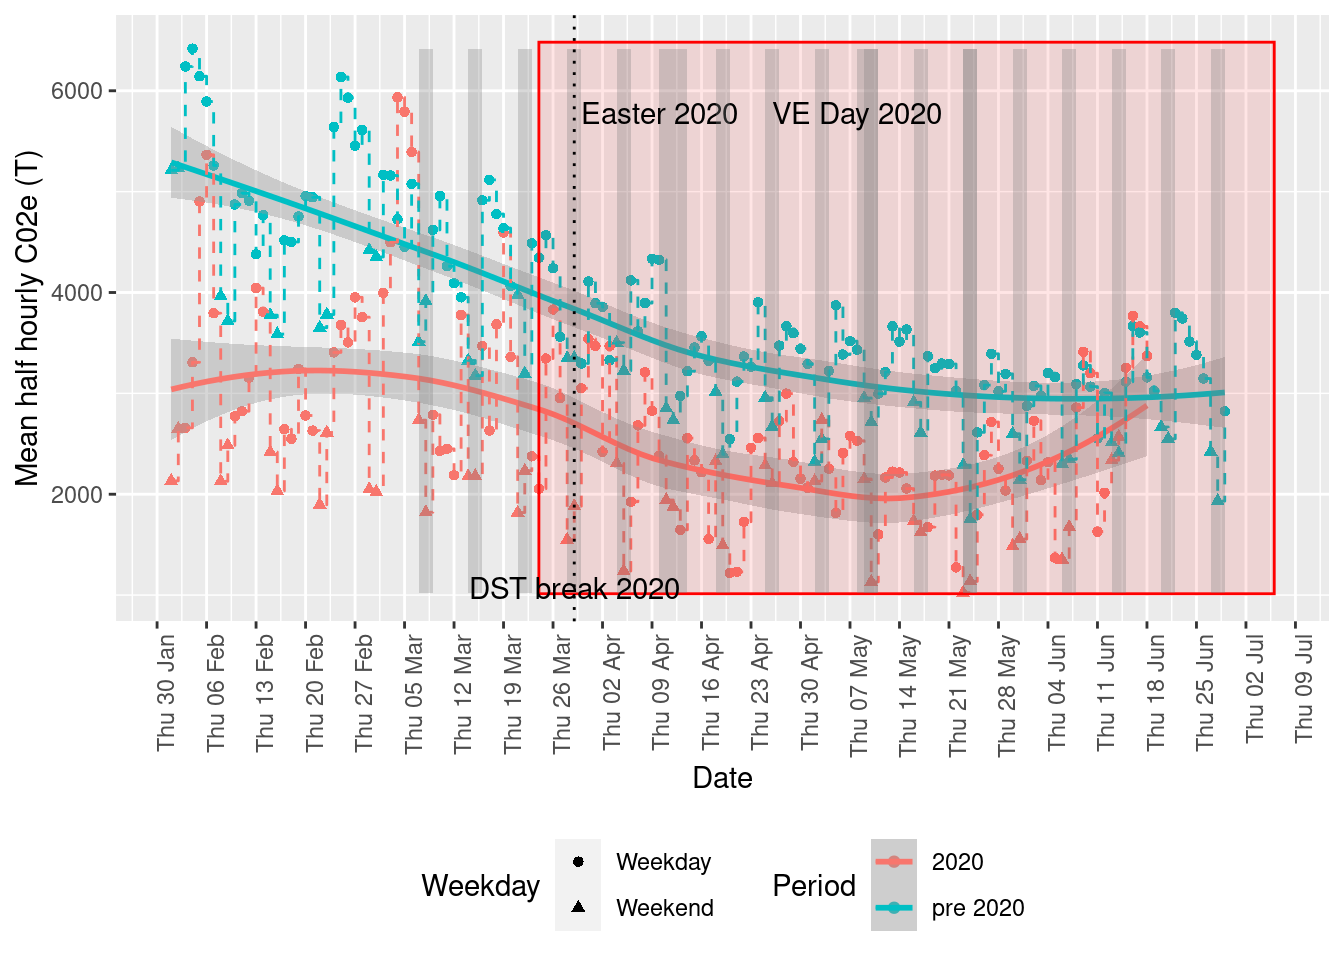 Mean half hourly C02e (T)
6000
4000
2000
Easter 2020
VE Day 2020
DST break 2020
Thu 30 Jan
Thu 06 Feb
Thu 13 Feb
Thu 20 Feb
Thu 27 Feb
Thu 05 Mar
Thu 12 Mar
Thu 19 Mar
Thu 26 Mar
Thu 02 Apr
Thu 09 Apr
Thu 16 Apr
Thu 23 Apr
Thu 30 Apr
Thu 07 May
Thu 14 May
Thu 21 May
Thu 28 May
Thu 04 Jun
Thu 11 Jun
Thu 18 Jun
Thu 25 Jun
Thu 02 Jul
Thu 09 Jul
Date
Weekday
Weekday
Weekend
Period
2020
pre 2020